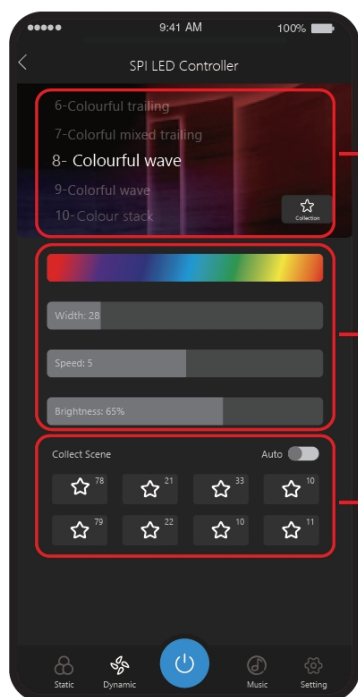 9:41 AM 100%
SPI LED Controller
6-Colourful trailing
7-Colorful mixed trailing
8- Colourful wave
9-Colorful wave
10-Colour stack
Collection
Width: 28
Speed: 5
Brightness: 65%
Collect Scene Auto
78 21 33 10
79 22 10 11
Static Dynamic Music Setting